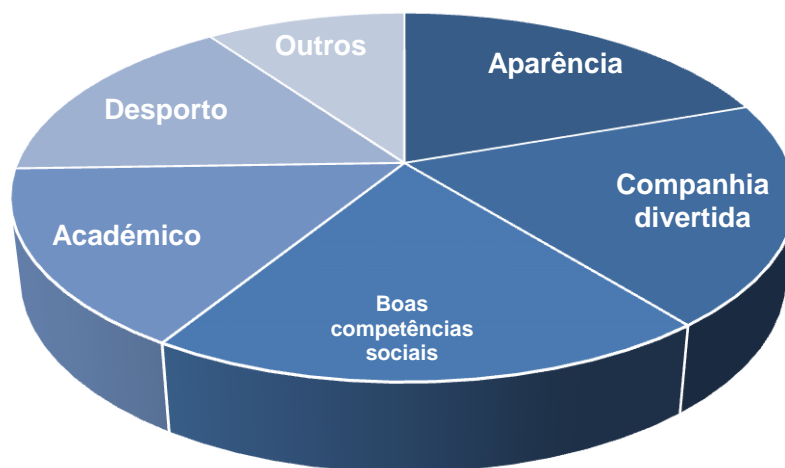 Outros
Aparência
Desporto
Companhia
divertida
Académico
Boas
competências
sociais